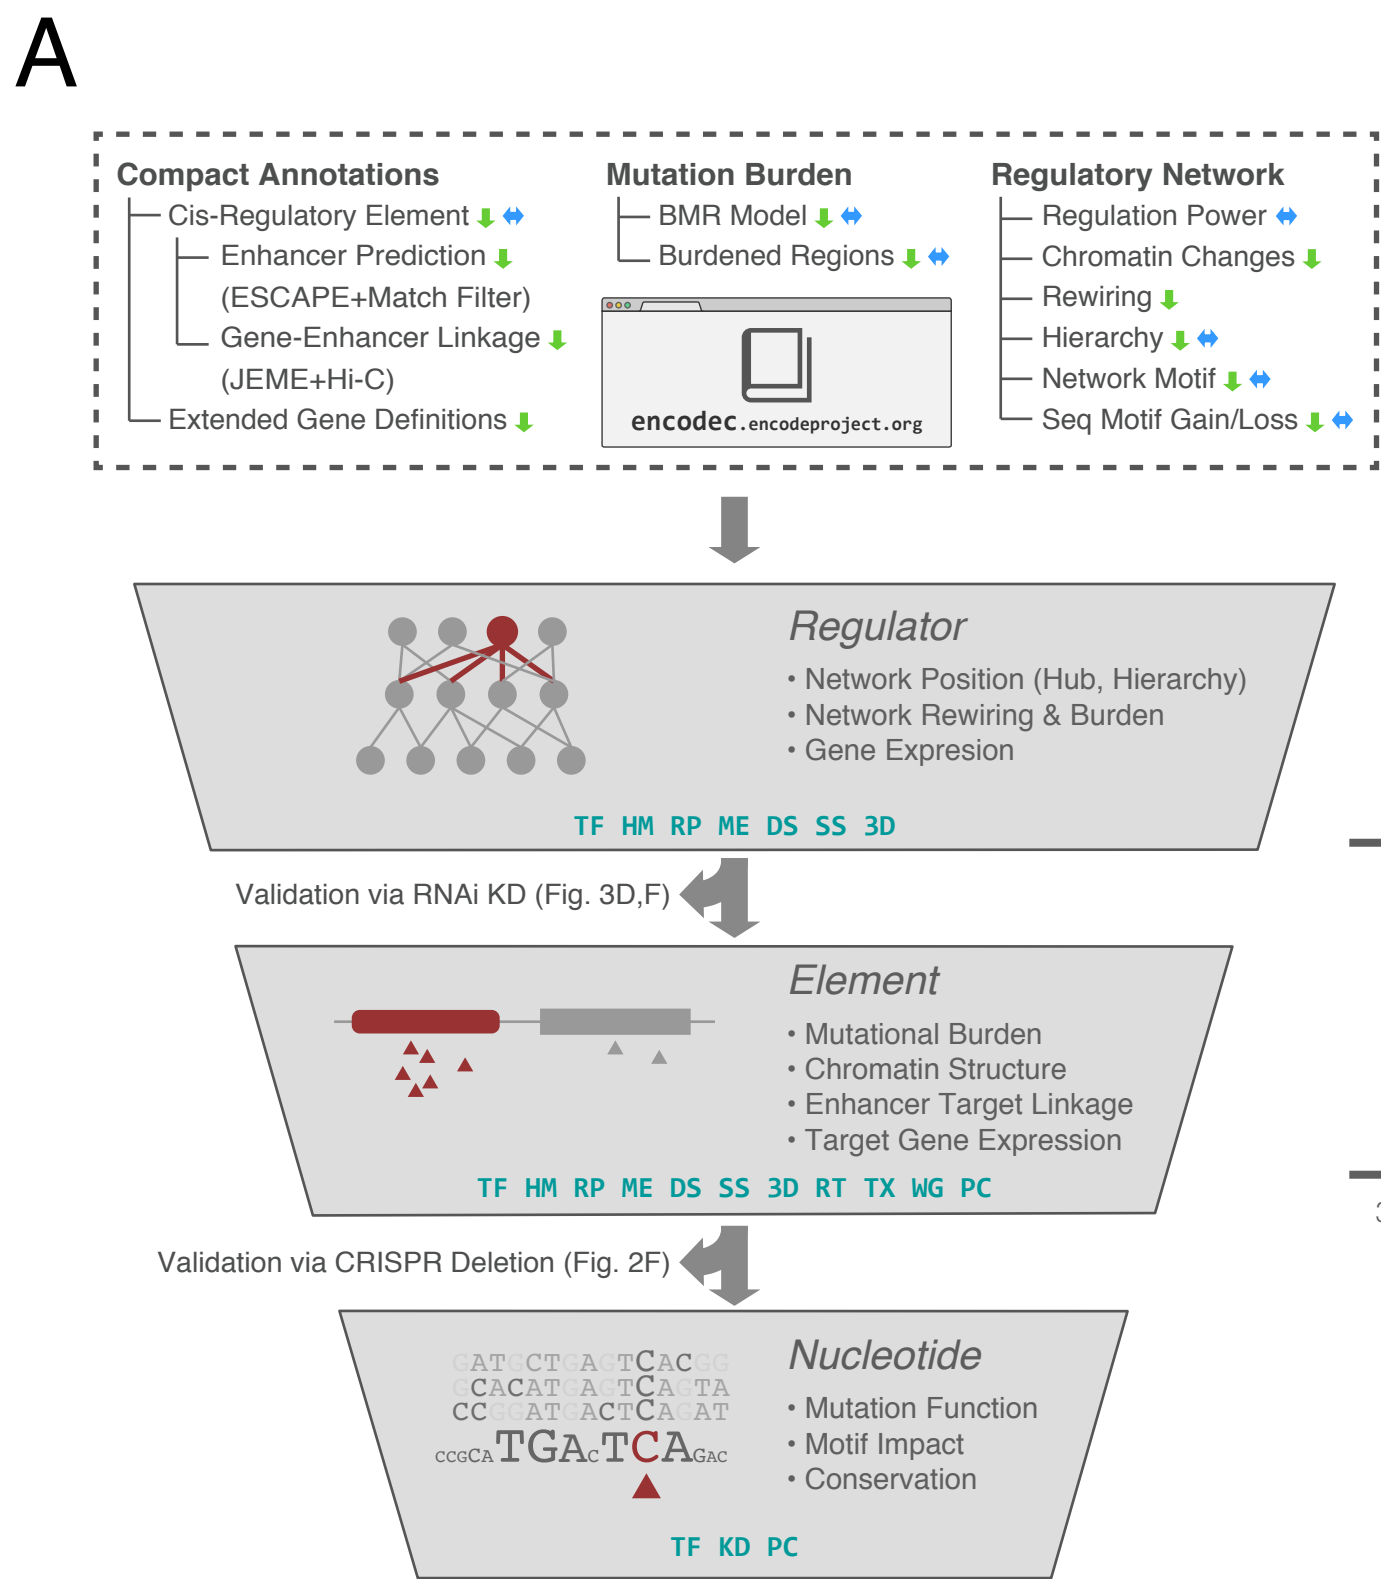 A
Compact Annotations
Cis-Regulatory Element
Enhancer Prediction
(ESCAPE+Match Filter)
Gene-Enhancer Linkage
(JEME+Hi-C)
Extended Gene Definitions
Mutation Burden
BMR Model
Burdened Regions
encodec.encodeproject.org
Regulatory Network
Regulation Power
Chromatin Changes
Rewiring
Hierarchy
Network Motif
Seq Motif Gain/Loss
Regulator
• Network Position (Hub, Hierarchy)
• Network Rewiring & Burden
• Gene Expresion
TF HM RP ME DS SS 3D
Validation via RNAi KD (Fig. 3D,F)
Element
• Mutational Burden
• Chromatin Structure
• Enhancer Target Linkage
• Target Gene Expression
TF HM RP ME DS SS 3D RT TX WG PC
Validation via CRISPR Deletion (Fig. 2F)
Nucleotide
GATGCTGAGTCACGG
GCACATGAGTCAGTA
CCGGATGACTCAGAT
CCGCATGACTCAGAC
• Mutation Function
• Motif Impact
• Conservation
TF KD PC